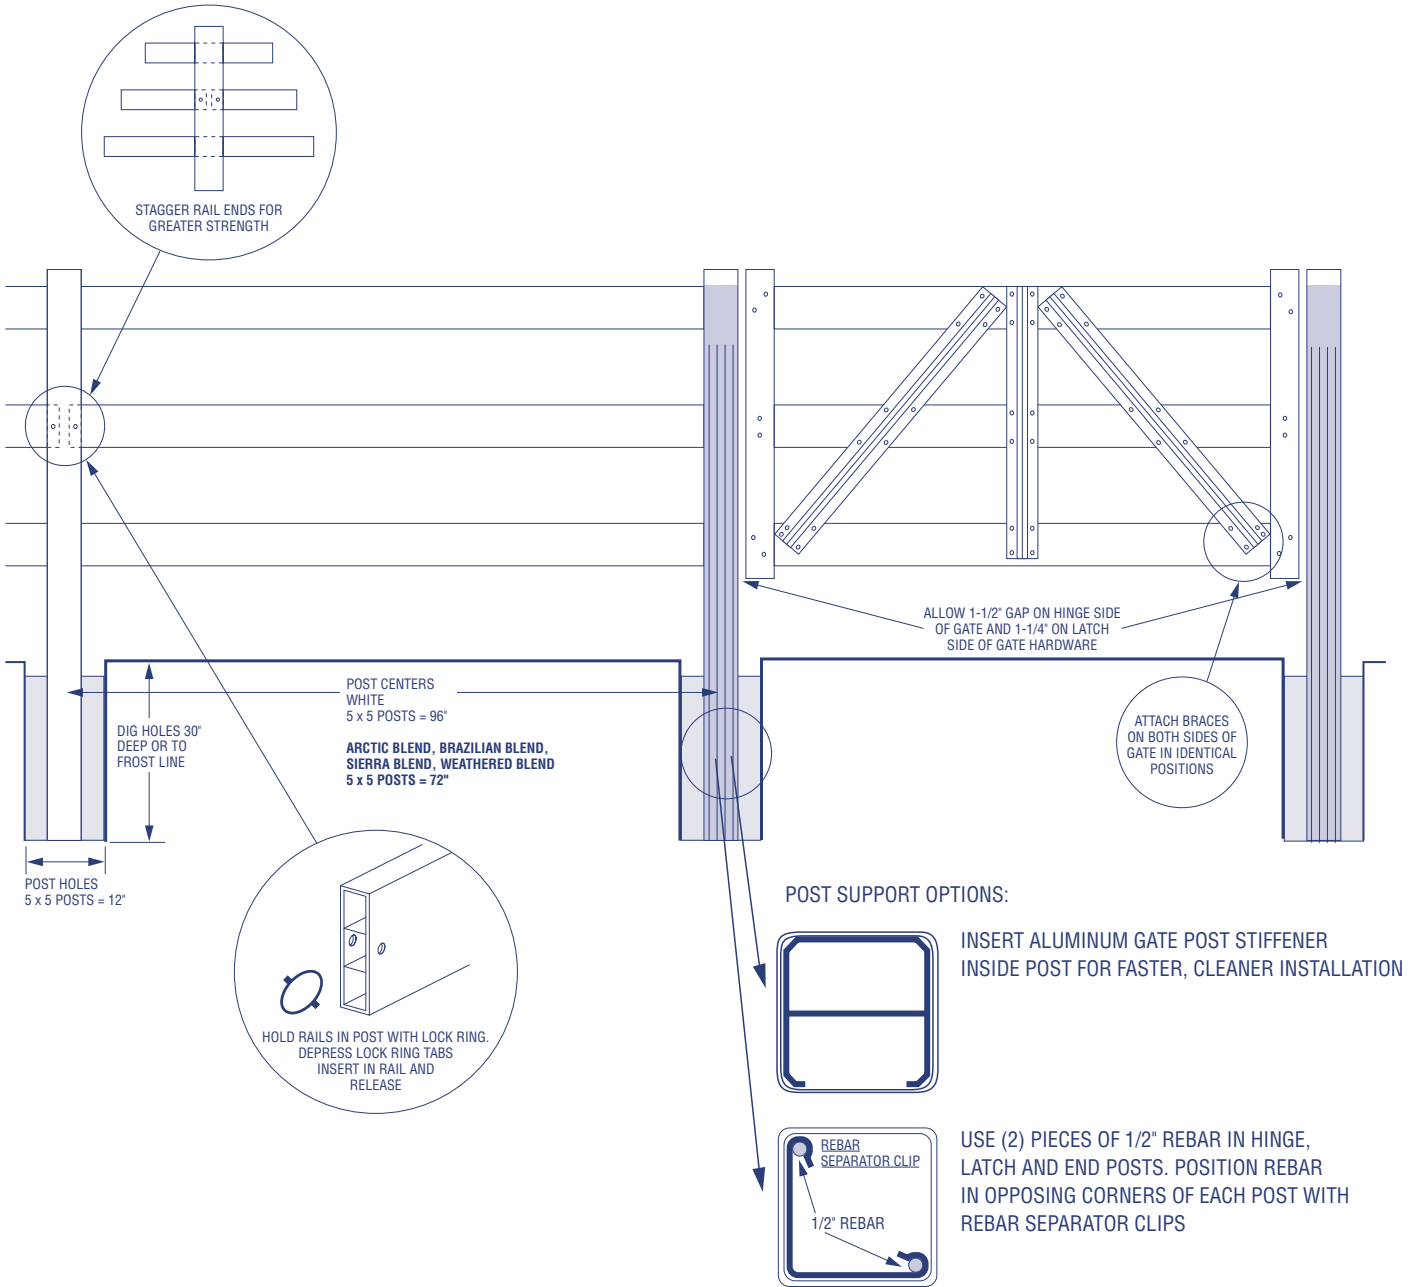 STAGGER RAIL ENDS FOR
GREATER STRENGTH
ALLOW 1-1/2" GAP ON HINGE SIDE
OF GATE AND 1-1/4" ON LATCH
SIDE OF GATE HARDWARE
POST CENTERS
WHITE
5 x 5 POSTS = 96"
ARCTIC BLEND, BRAZILIAN BLEND,
SIERRA BLEND, WEATHERED BLEND
5 x 5 POSTS = 72"
DIG HOLES 30"
DEEP OR TO
FROST LINE
ATTACH BRACES
ON BOTH SIDES OF
GATE IN IDENTICAL
POSITIONS
POST HOLES
5 x 5 POSTS = 12"
HOLD RAILS IN POST WITH LOCK RING.
DEPRESS LOCK RING TABS
INSERT IN RAIL AND
RELEASE
POST SUPPORT OPTIONS:
INSERT ALUMINUM GATE POST STIFFENER
INSIDE POST FOR FASTER, CLEANER INSTALLATION
REBAR
SEPARATOR CLIP
1/2" REBAR
USE (2) PIECES OF 1/2" REBAR IN HINGE,
LATCH AND END POSTS. POSITION REBAR
IN OPPOSING CORNERS OF EACH POST WITH
REBAR SEPARATOR CLIPS